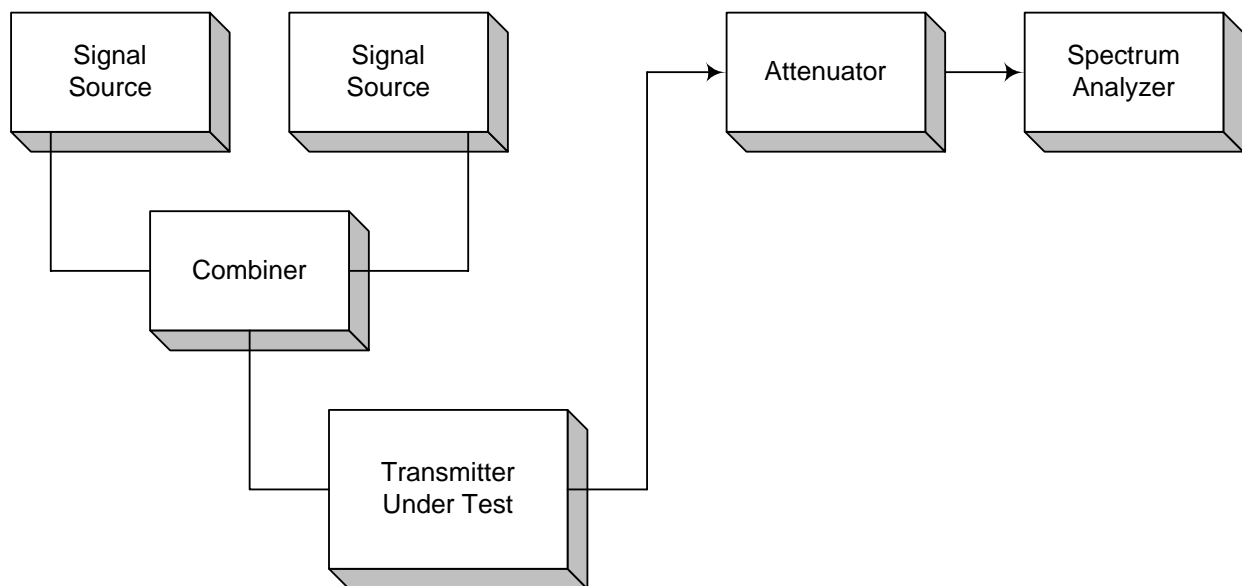 Signal
Source
Signal
Source
Attenuator
Spectrum
Analyzer
Combiner
Transmitter
Under Test